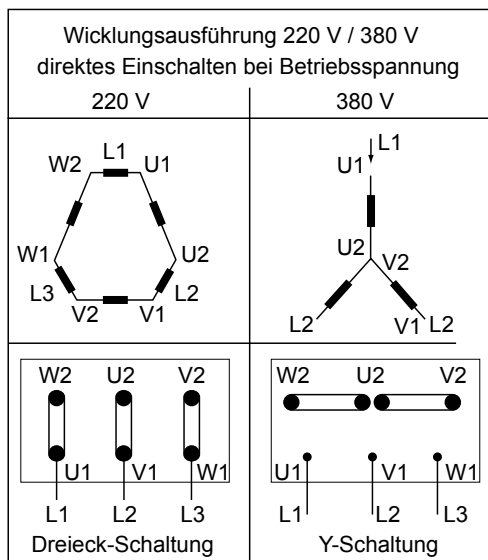 Wicklungsausführung 220 V / 380 V
direktes Einschalten bei Betriebsspannung
220 V 380 V
L1
W2 U1
W1 U2
L3 L2
V2 V1
L1
U1
U2 V2
L2 V1 L2
W2 U2 V2
U1 V1 W1
L1 L2 L3
Dreieck-Schaltung
W2 U2 V2
U1 V1 W1
L1 L2 L3
Y-Schaltung